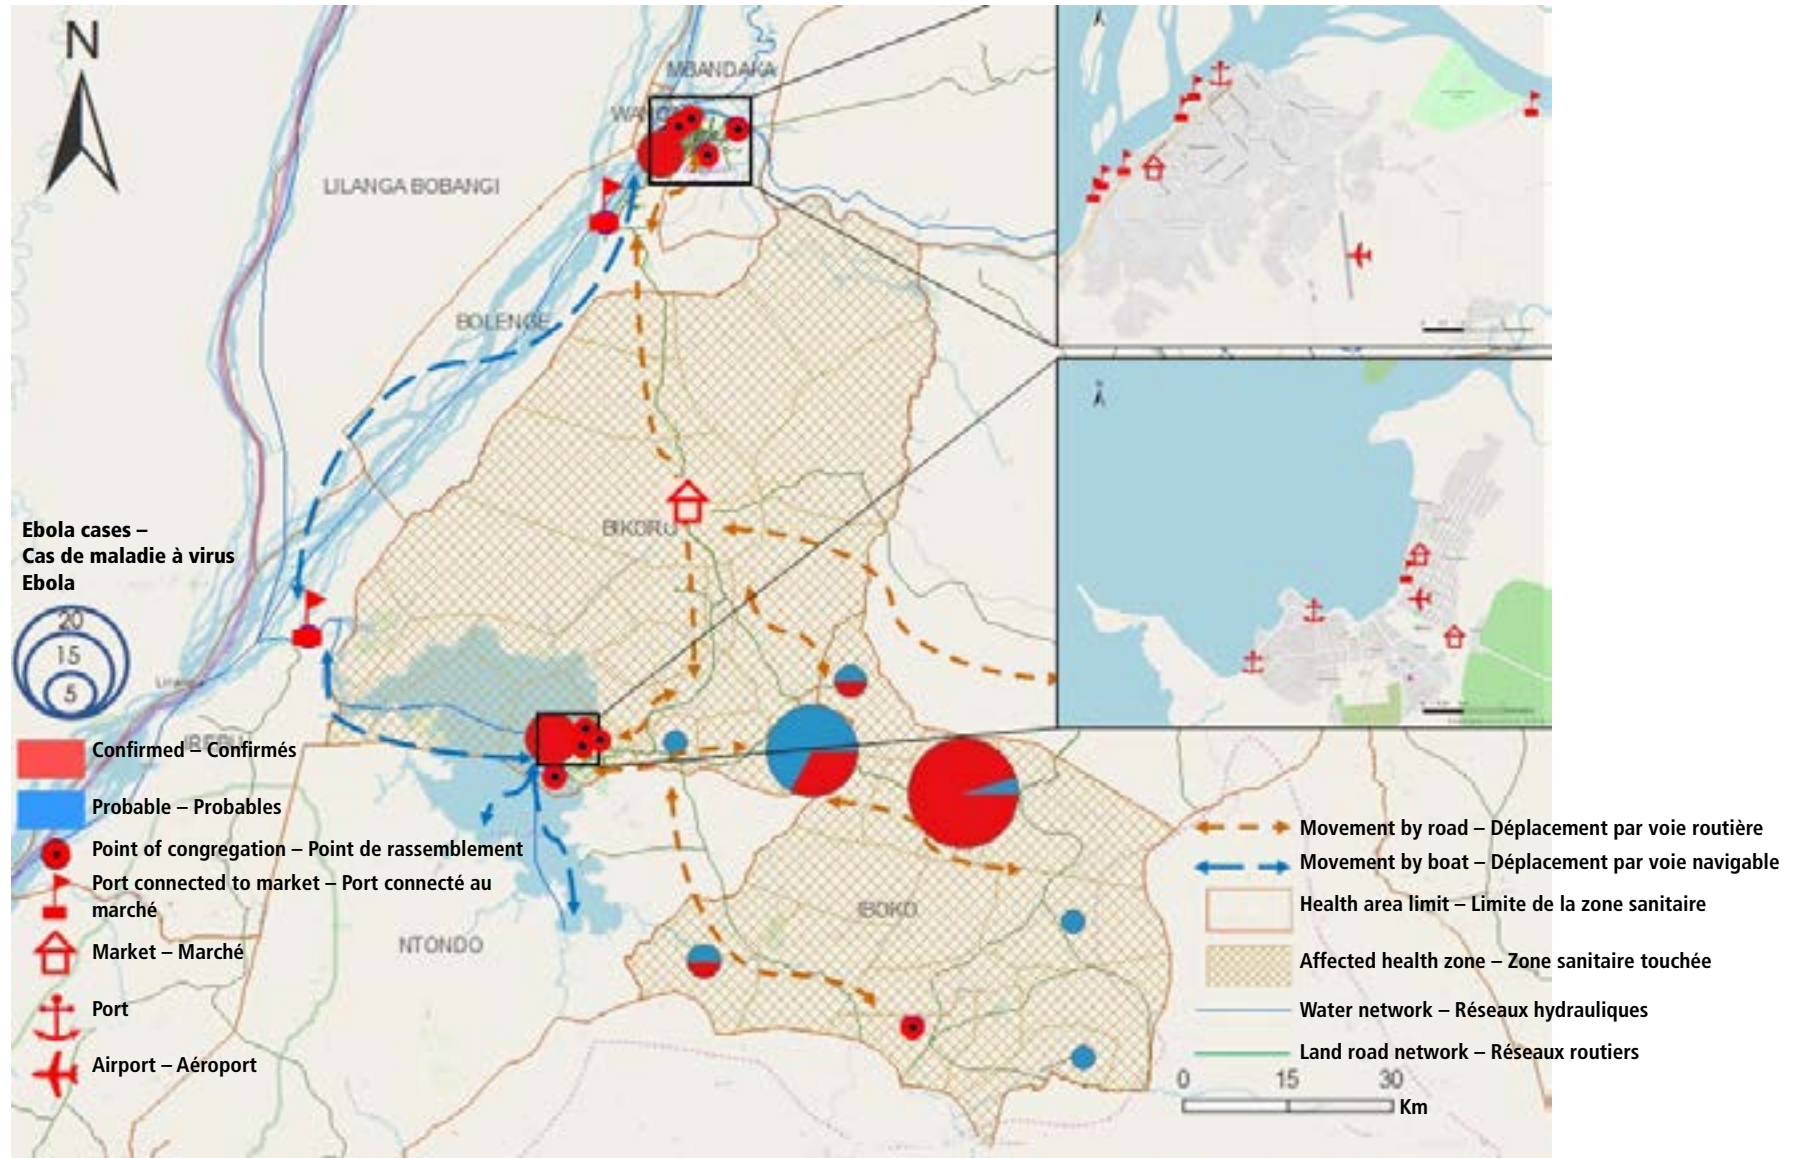 N
MBANDAKA
LILANGA BOBANGI
BOLENGE
BIKORO
Ebola cases –
Cas de maladie à virus
Ebola
20
15
5
Confirmed – Confirmés
Probable – Probables
Point of congregation – Point de rassemblement
Port connected to market – Port connecté au
marché
Market – Marché
Port
Airport – Aéroport
IREBU
NTONDO
IBOKO
Movement by road – Déplacement par voie routière
Movement by boat – Déplacement par voie navigable
Health area limit – Limite de la zone sanitaire
Affected health zone – Zone sanitaire touchée
Water network – Réseaux hydrauliques
Land road network – Réseaux routiers
0 15 30
Km